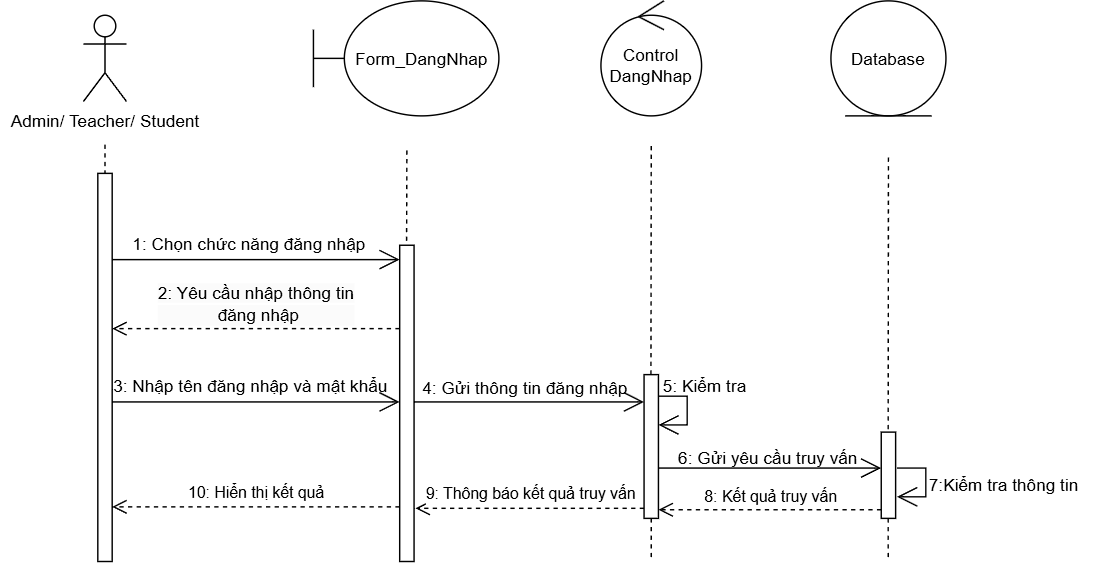 Form_DangNhap
Control
DangNhap
Database
Admin/ Teacher/ Student
1: Chọn chức năng đăng nhập
2: Yêu cầu nhập thông tin
đăng nhập
3: Nhập tên đăng nhập và mật khẩu
4: Gửi thông tin đăng nhập
5: Kiểm tra
6: Gửi yêu cầu truy vấn
7:Kiểm tra thông tin
8: Kết quả truy vấn
9: Thông báo kết quả truy vấn
10: Hiển thị kết quả